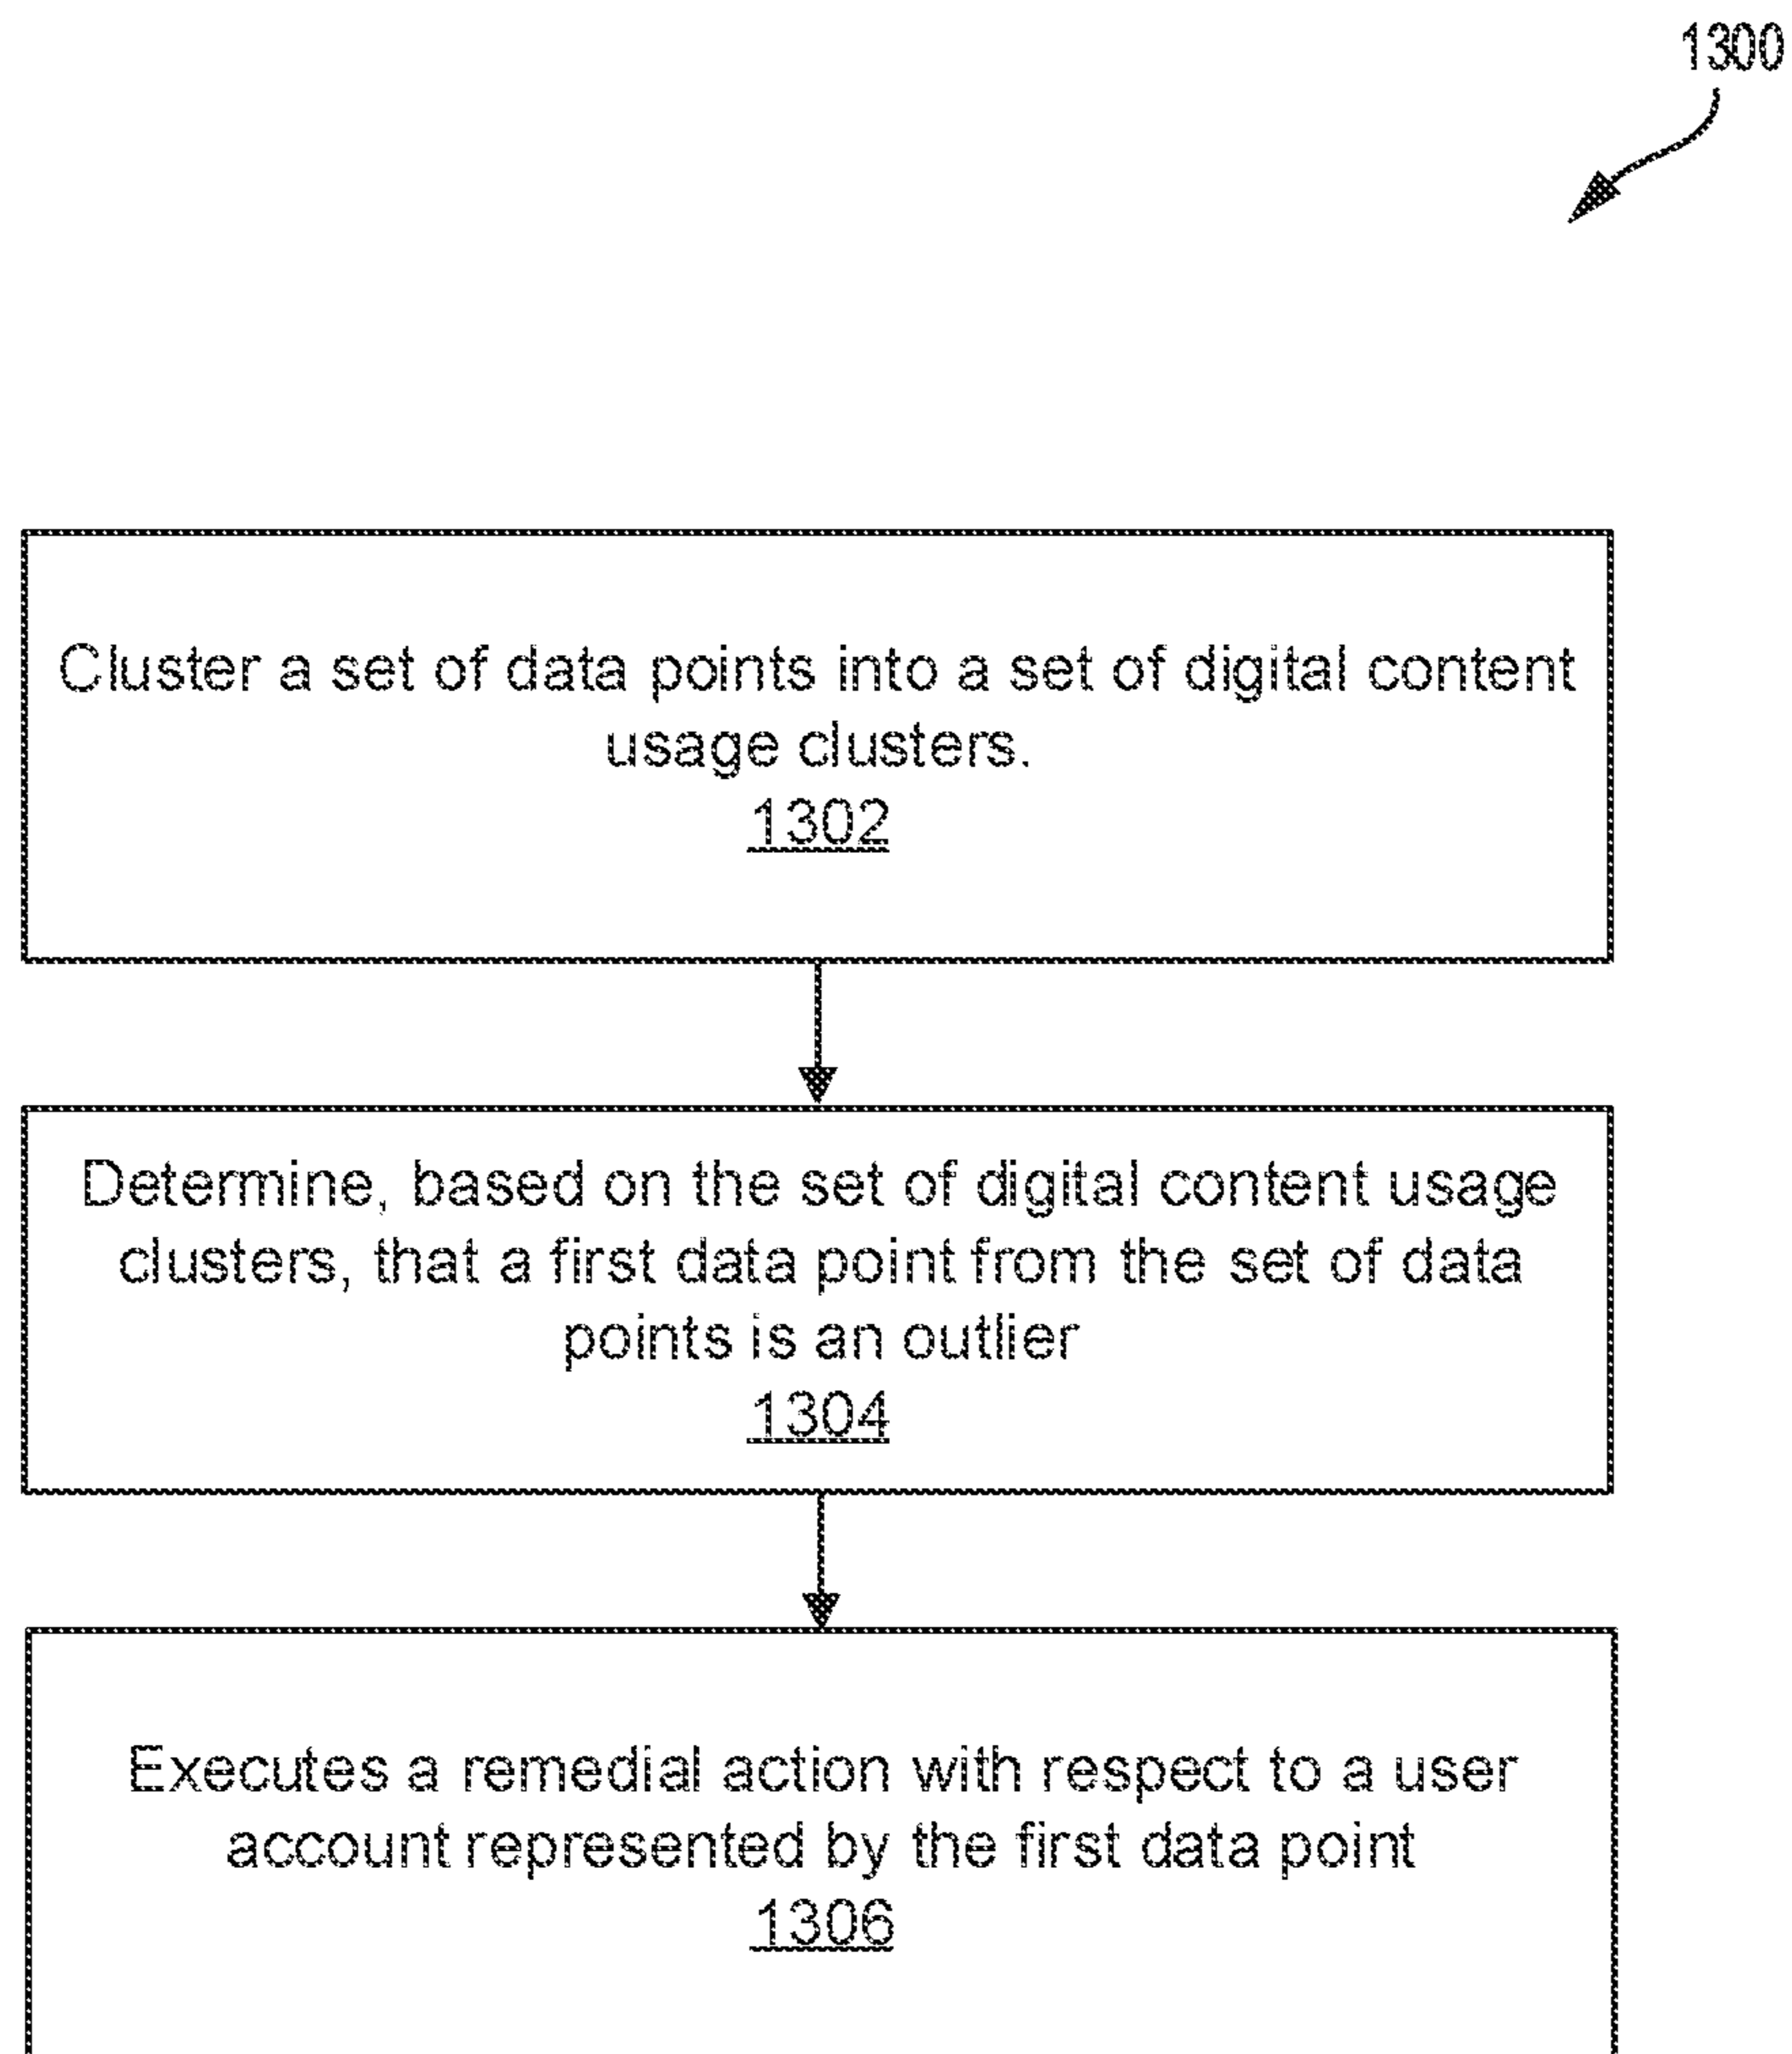 1300
Cluster a set of data points into a set of digital content
usage clusters.
1302
Determine, based on the set of digital content usage
clusters, that a first data point from the set of data
points is an outlier
1304
Executes a remedial action with respect to a user
account represented by the first data point
1306